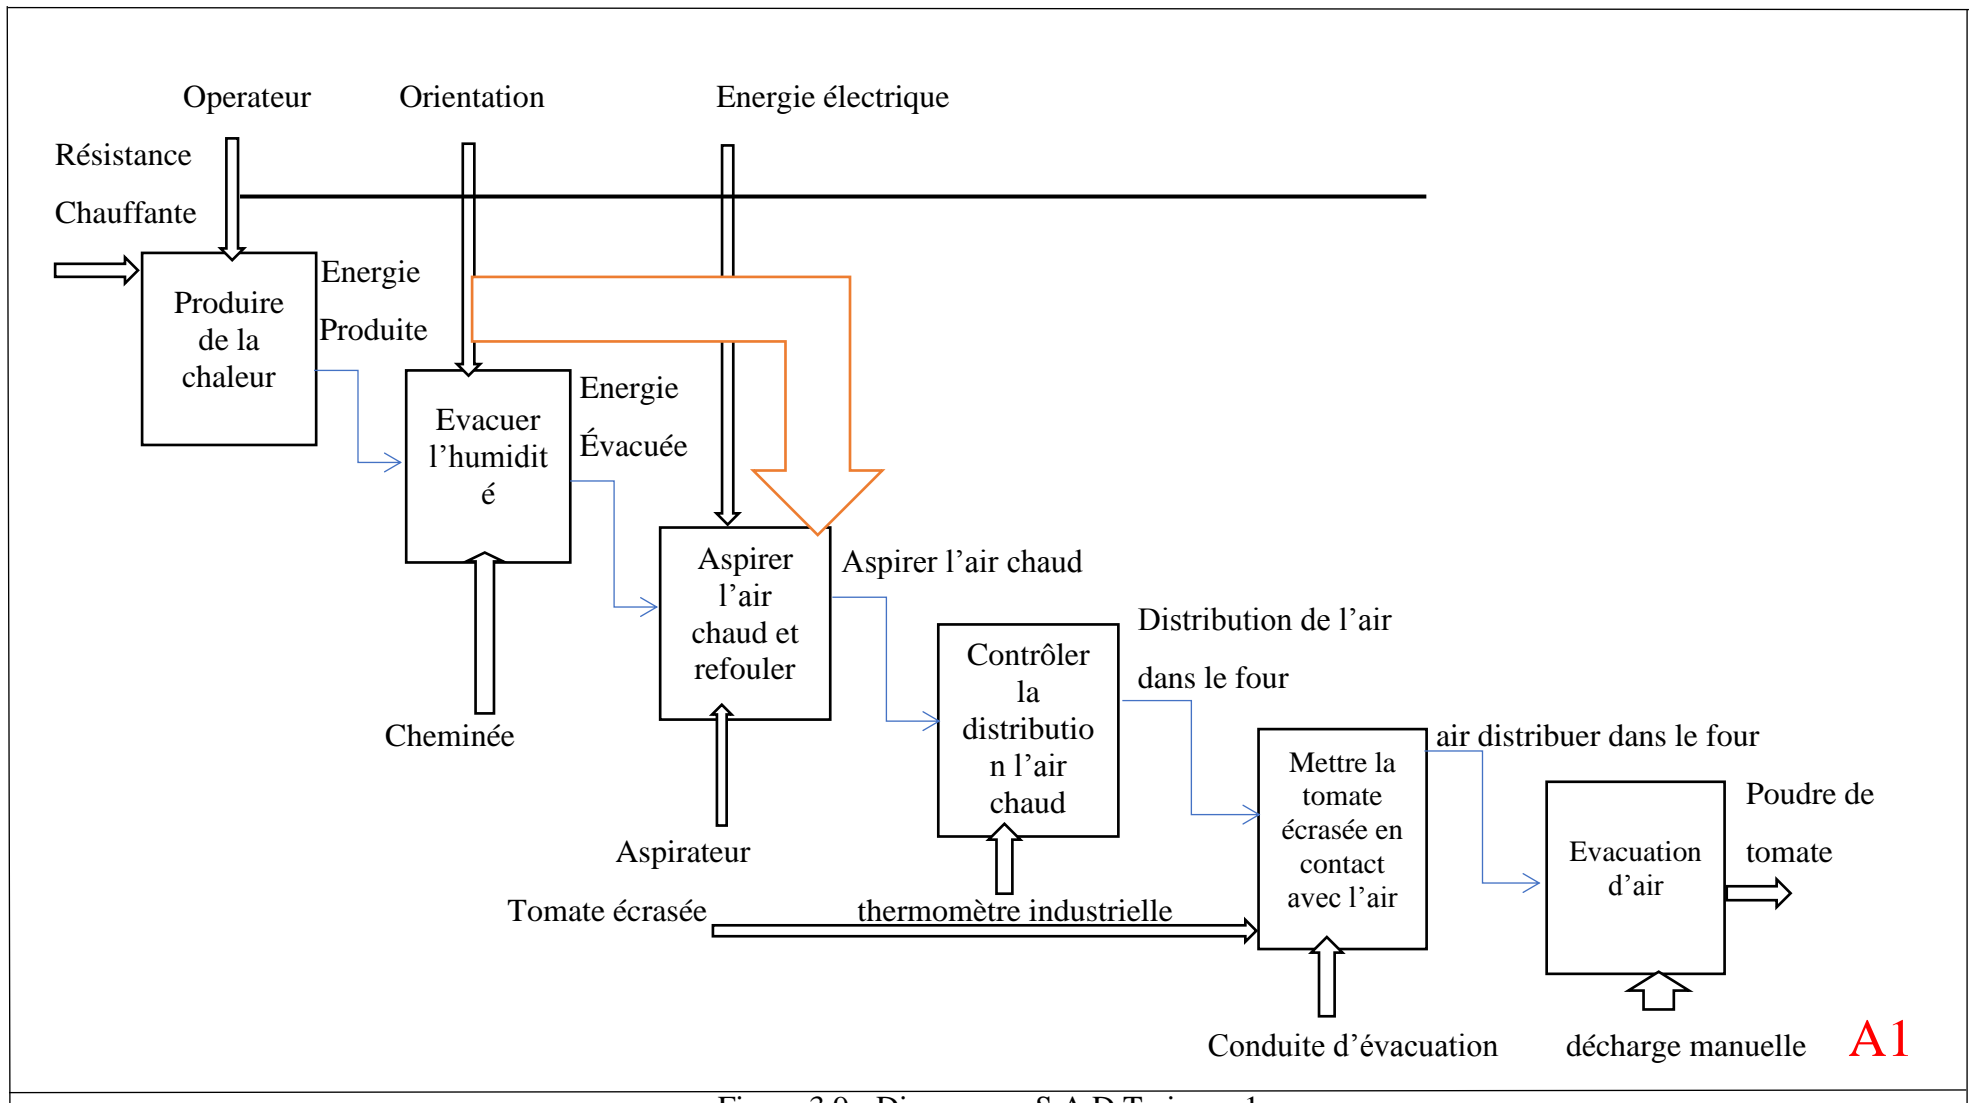 Operateur
Orientation
Energie électrique
Résistance
Chauffante
Produire
de la
chaleur
Energie
Produite
Evacuer
l’humidit
é
Energie
Évacuée
Cheminée
Aspirer
l’air
chaud et
refouler
Aspirer l’air chaud
Aspirateur
Contrôler
la
distributio
n l’air
chaud
Distribution de l’air
dans le four
Tomate écrasée
thermomètre industrielle
Mettre la
tomate
écrasée en
contact
avec l’air
air distribuer dans le four
Conduite d’évacuation
Evacuation
d’air
Poudre de
tomate
décharge manuelle
A1